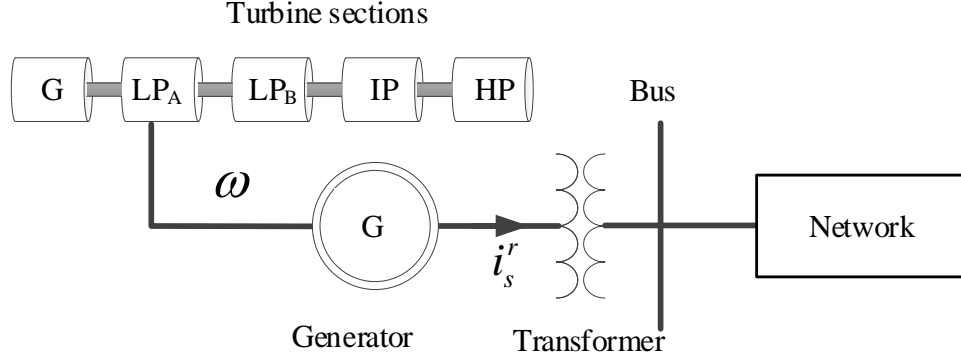 Turbine sections
G LP_A LP_B IP HP
Bus
ω
G
Network
i_s^r
Generator
Transformer